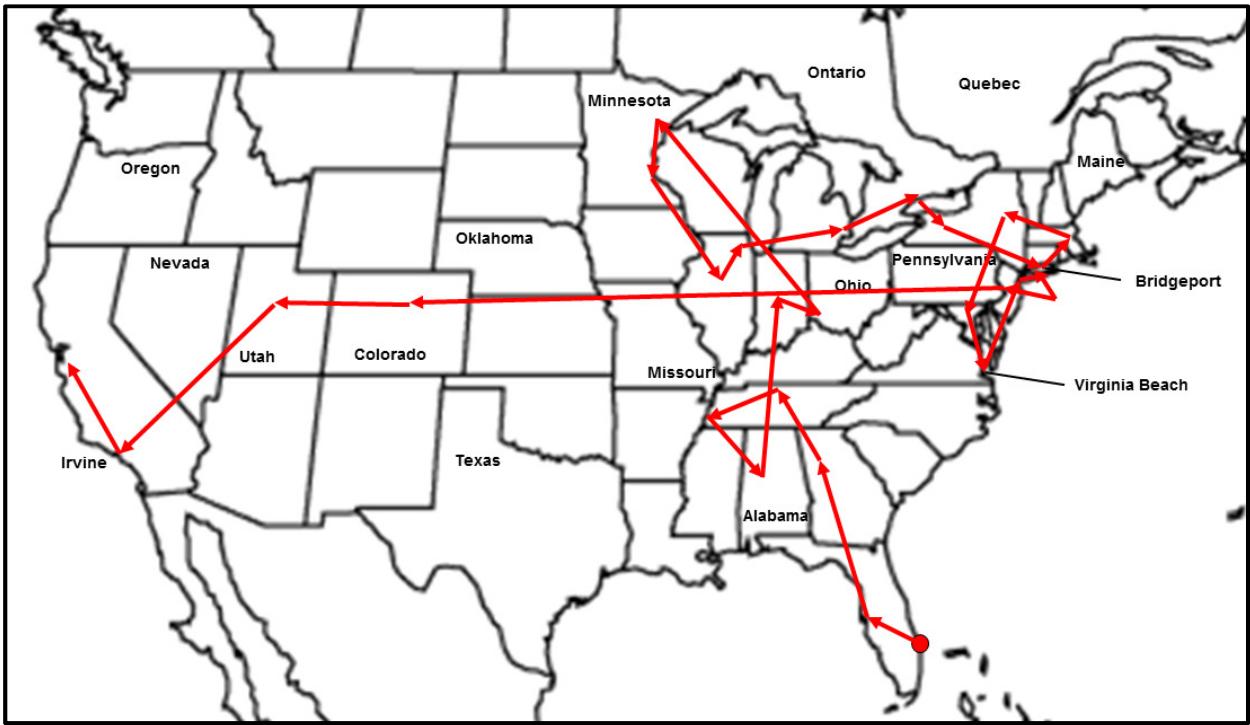 Ontario
Quebec
Minnesota
Maine
Oregon
Oklahoma
Nevada
Pennsylvania
Ohio
Bridgeport
Utah
Colorado
Missouri
Virginia Beach
Irvine
Texas
Alabama